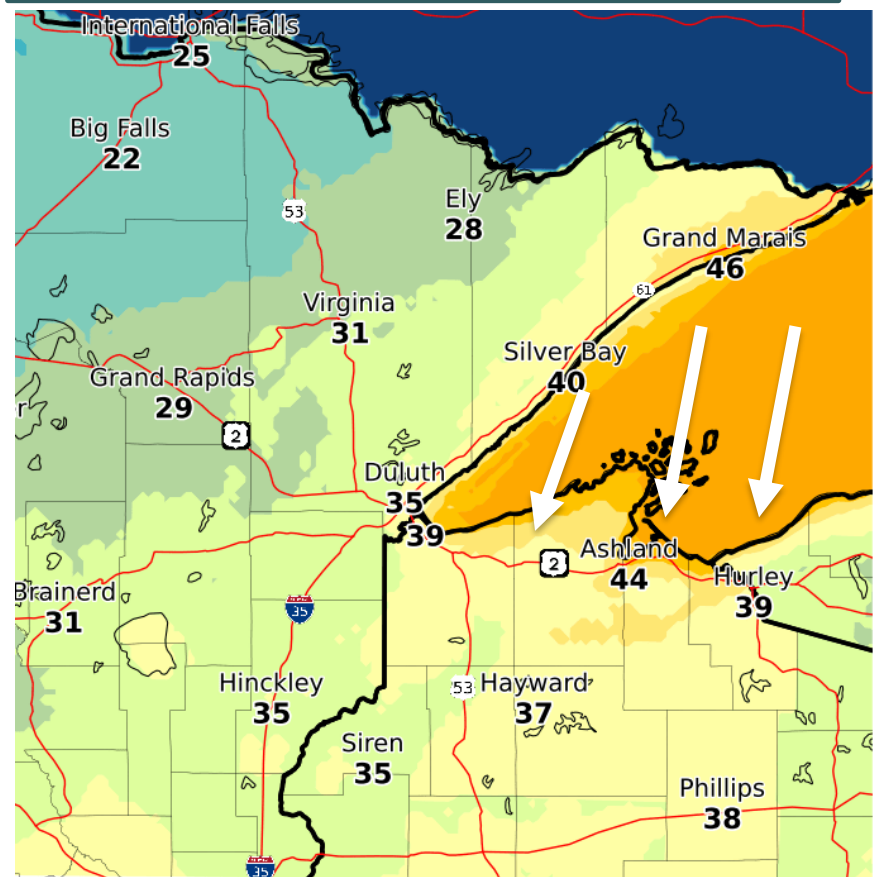 International Falls
25
Big Falls
22
53
Ely
28
Grand Marais
46
61
Virginia
31
Silver Bay
40
Grand Rapids
29
r
2
Duluth
35
39
2
Ashland
44
Hurley
39
Brainerd
31
35
Hinckley
35
53
Hayward
37
Siren
35
Phillips
38
35